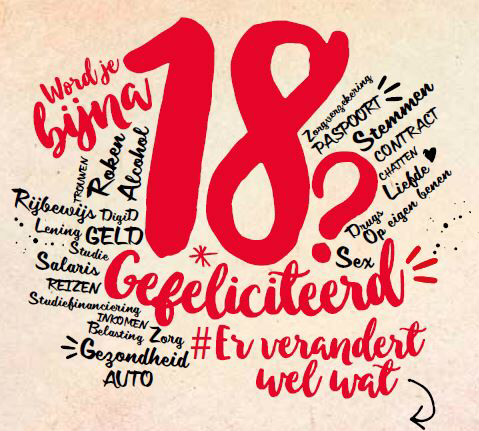 Word je
bijna
18?
TROUWEN
Roken
Alcohol
Rijbewijs
DigiD
Lening
GELD
Studie
Salaris
REIZEN
Studiefinanciering
INKOMEN
Belasting
Zorg
Gezondheid
AUTO
Zorgverzekering
PASPOORT
Stemmen
CONTRACT
CHATTEN
Liefde
Drugs
Op eigen benen
Sex
*Gefeliciteerd
#Er verandert
wel wat